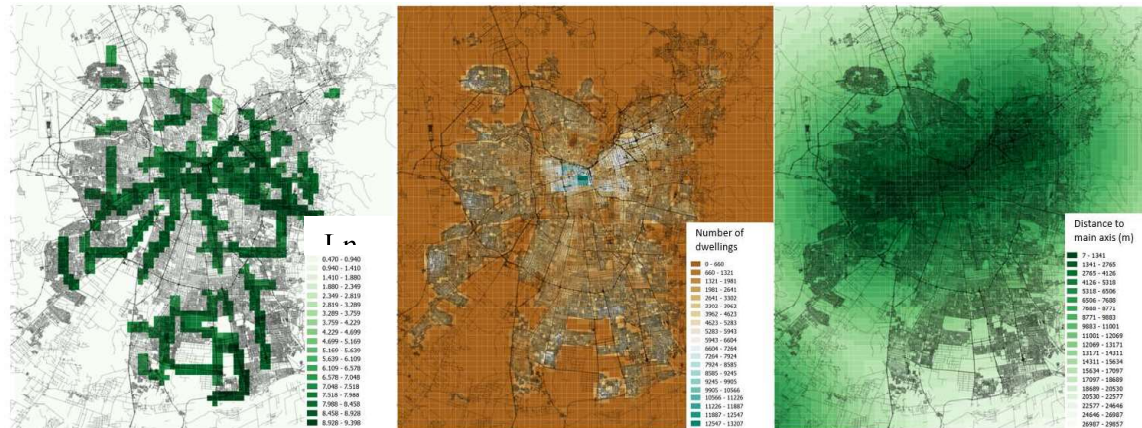 Ln
0.470 - 0.940
0.940 - 1.410
1.410 - 1.880
1.880 - 2.349
2.349 - 2.819
2.819 - 3.289
3.289 - 3.759
3.759 - 4.229
4.229 - 4.699
4.699 - 5.169
5.169 - 5.639
5.639 - 6.109
6.109 - 6.578
6.578 - 7.048
7.048 - 7.518
7.518 - 7.988
7.988 - 8.458
8.458 - 8.928
8.928 - 9.398
Number of
dwellings
0 - 660
660 - 1321
1321 - 1981
1981 - 2641
2641 - 3302
3302 - 3962
3962 - 4623
4623 - 5283
5283 - 5943
5943 - 6604
6604 - 7264
7264 - 7924
7924 - 8585
8585 - 9245
9245 - 9905
9905 - 10566
10566 - 11226
11226 - 11887
11887 - 12547
12547 - 13207
Distance to
main axis (m)
7 - 1341
1341 - 2765
2765 - 4126
4126 - 5318
5318 - 6506
6506 - 7688
7688 - 8771
8771 - 9883
9883 - 11001
11001 - 12069
12069 - 13171
13171 - 14311
14311 - 15634
15634 - 17097
17097 - 18689
18689 - 20530
20530 - 22577
22577 - 24646
24646 - 26987
26987 - 29857